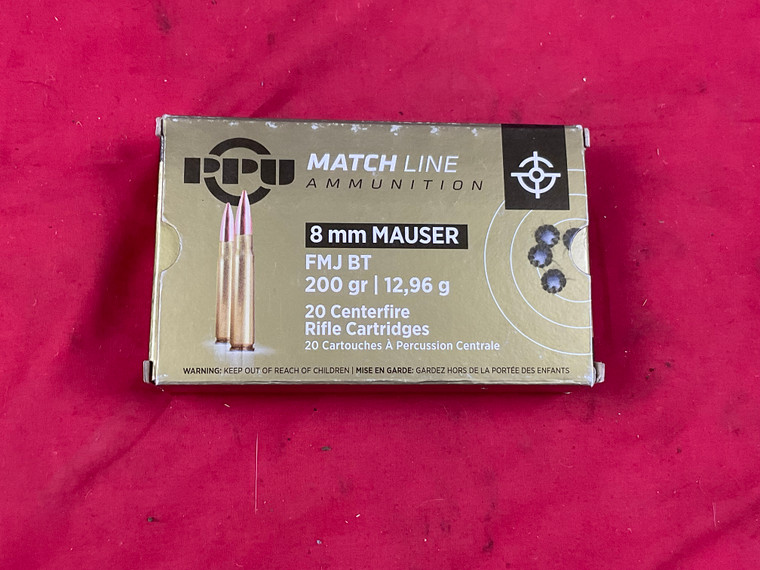 PPU MATCH LINE
AMMUNITION
8 mm MAUSER
FMJ BT
200 gr | 12,96 g
20 Centerfire
Rifle Cartridges
20 Cartouches À Percussion Centrale
WARNING: KEEP OUT OF REACH OF CHILDREN | MISE EN GARDE: GARDEZ HORS DE LA PORTÉE DES ENFANTS